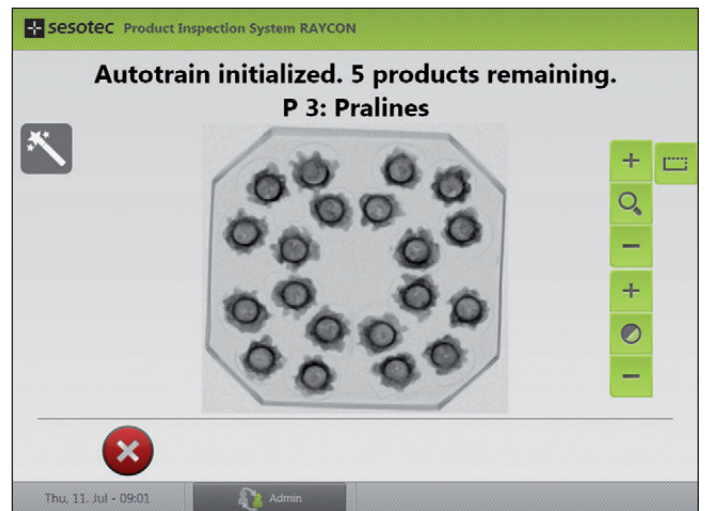 sesotec Product Inspection System RAYCON
Autotrain initialized. 5 products remaining.
P 3: Pralines
Thu, 11. Jul - 09:01
Admin